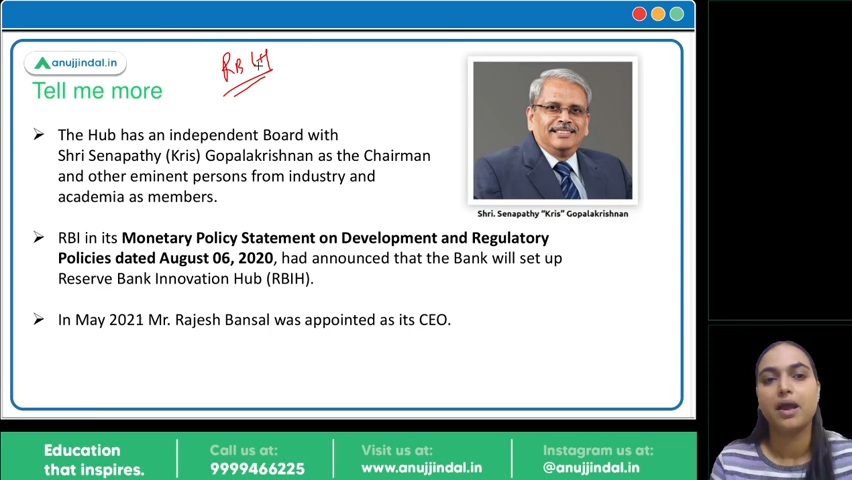 anujjindal.in
RBIH
Tell me more
The Hub has an independent Board with
Shri Senapathy (Kris) Gopalakrishnan as the Chairman
and other eminent persons from industry and
academia as members.
Shri. Senapathy “Kris” Gopalakrishnan
RBI in its Monetary Policy Statement on Development and Regulatory
Policies dated August 06, 2020, had announced that the Bank will set up
Reserve Bank Innovation Hub (RBIH).
In May 2021 Mr. Rajesh Bansal was appointed as its CEO.
Education
that inspires.
Call us at:
9999466225
Visit us at:
www.anujjindal.in
Instagram us at:
@anujjindal.in